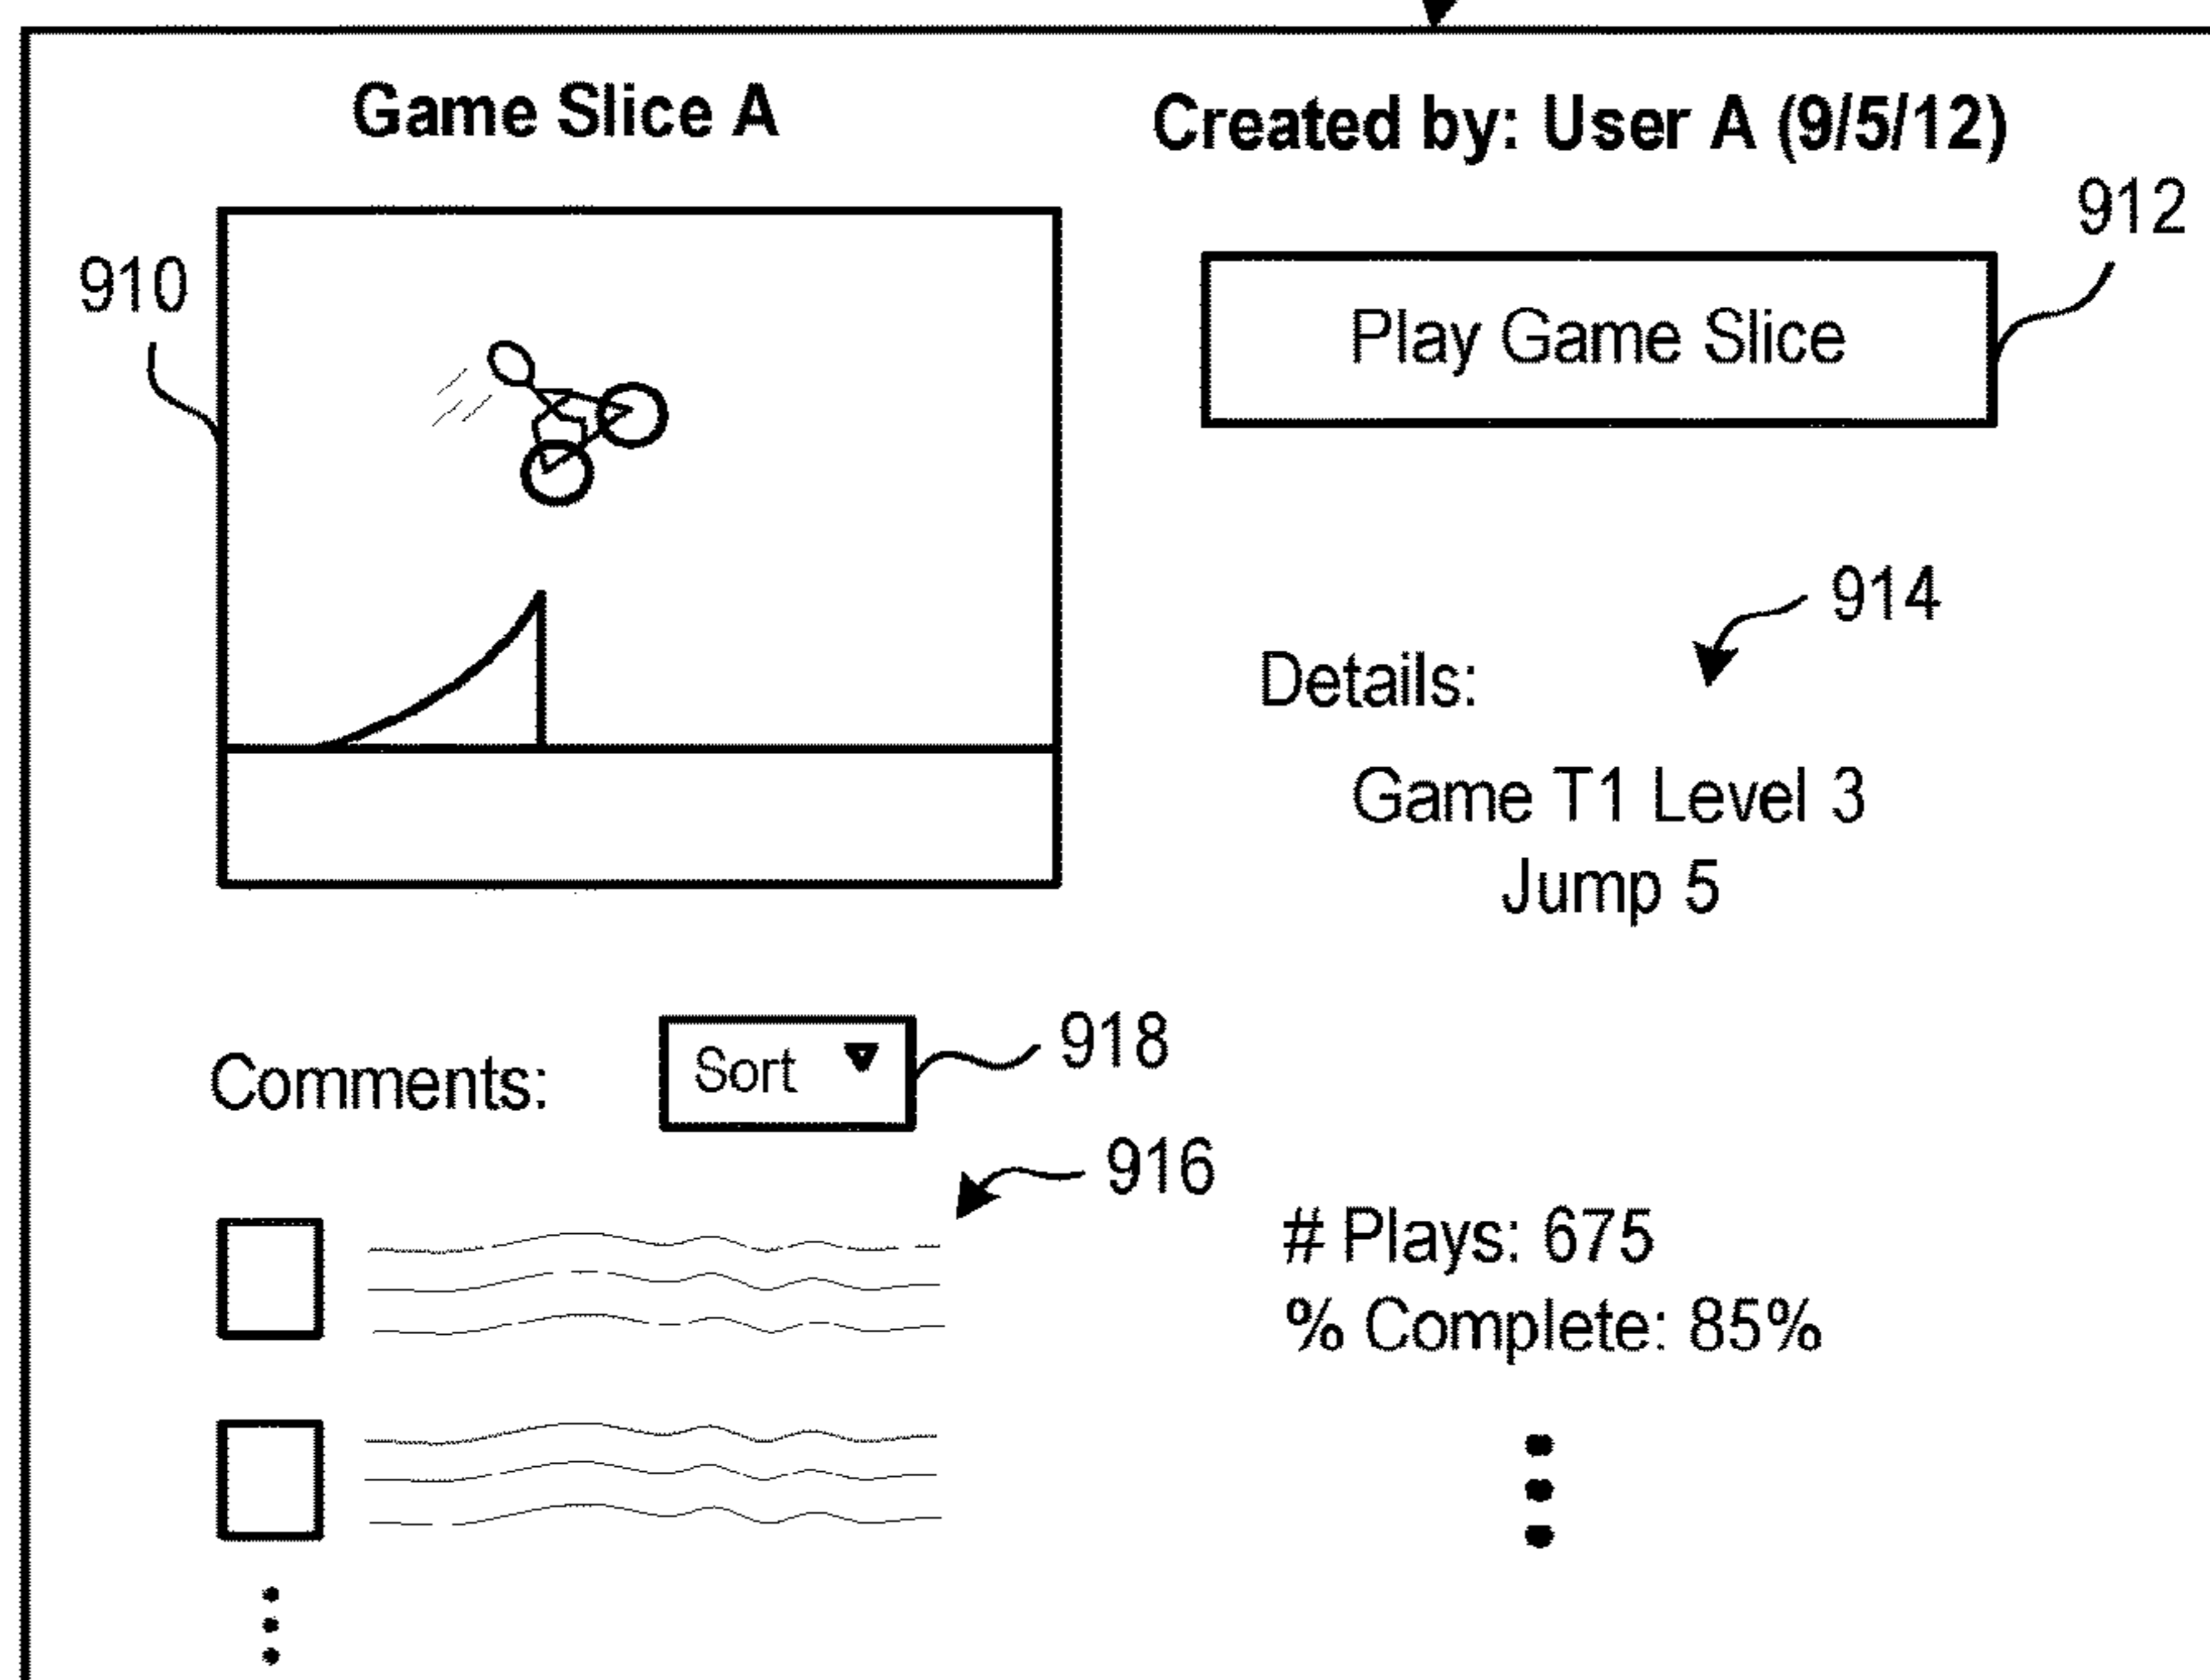 Game Slice A
Created by: User A (9/5/12)
912
910
Play Game Slice
914
Details:
Game T1 Level 3
Jump 5
Comments:
Sort
918
916
# Plays: 675
% Complete: 85%